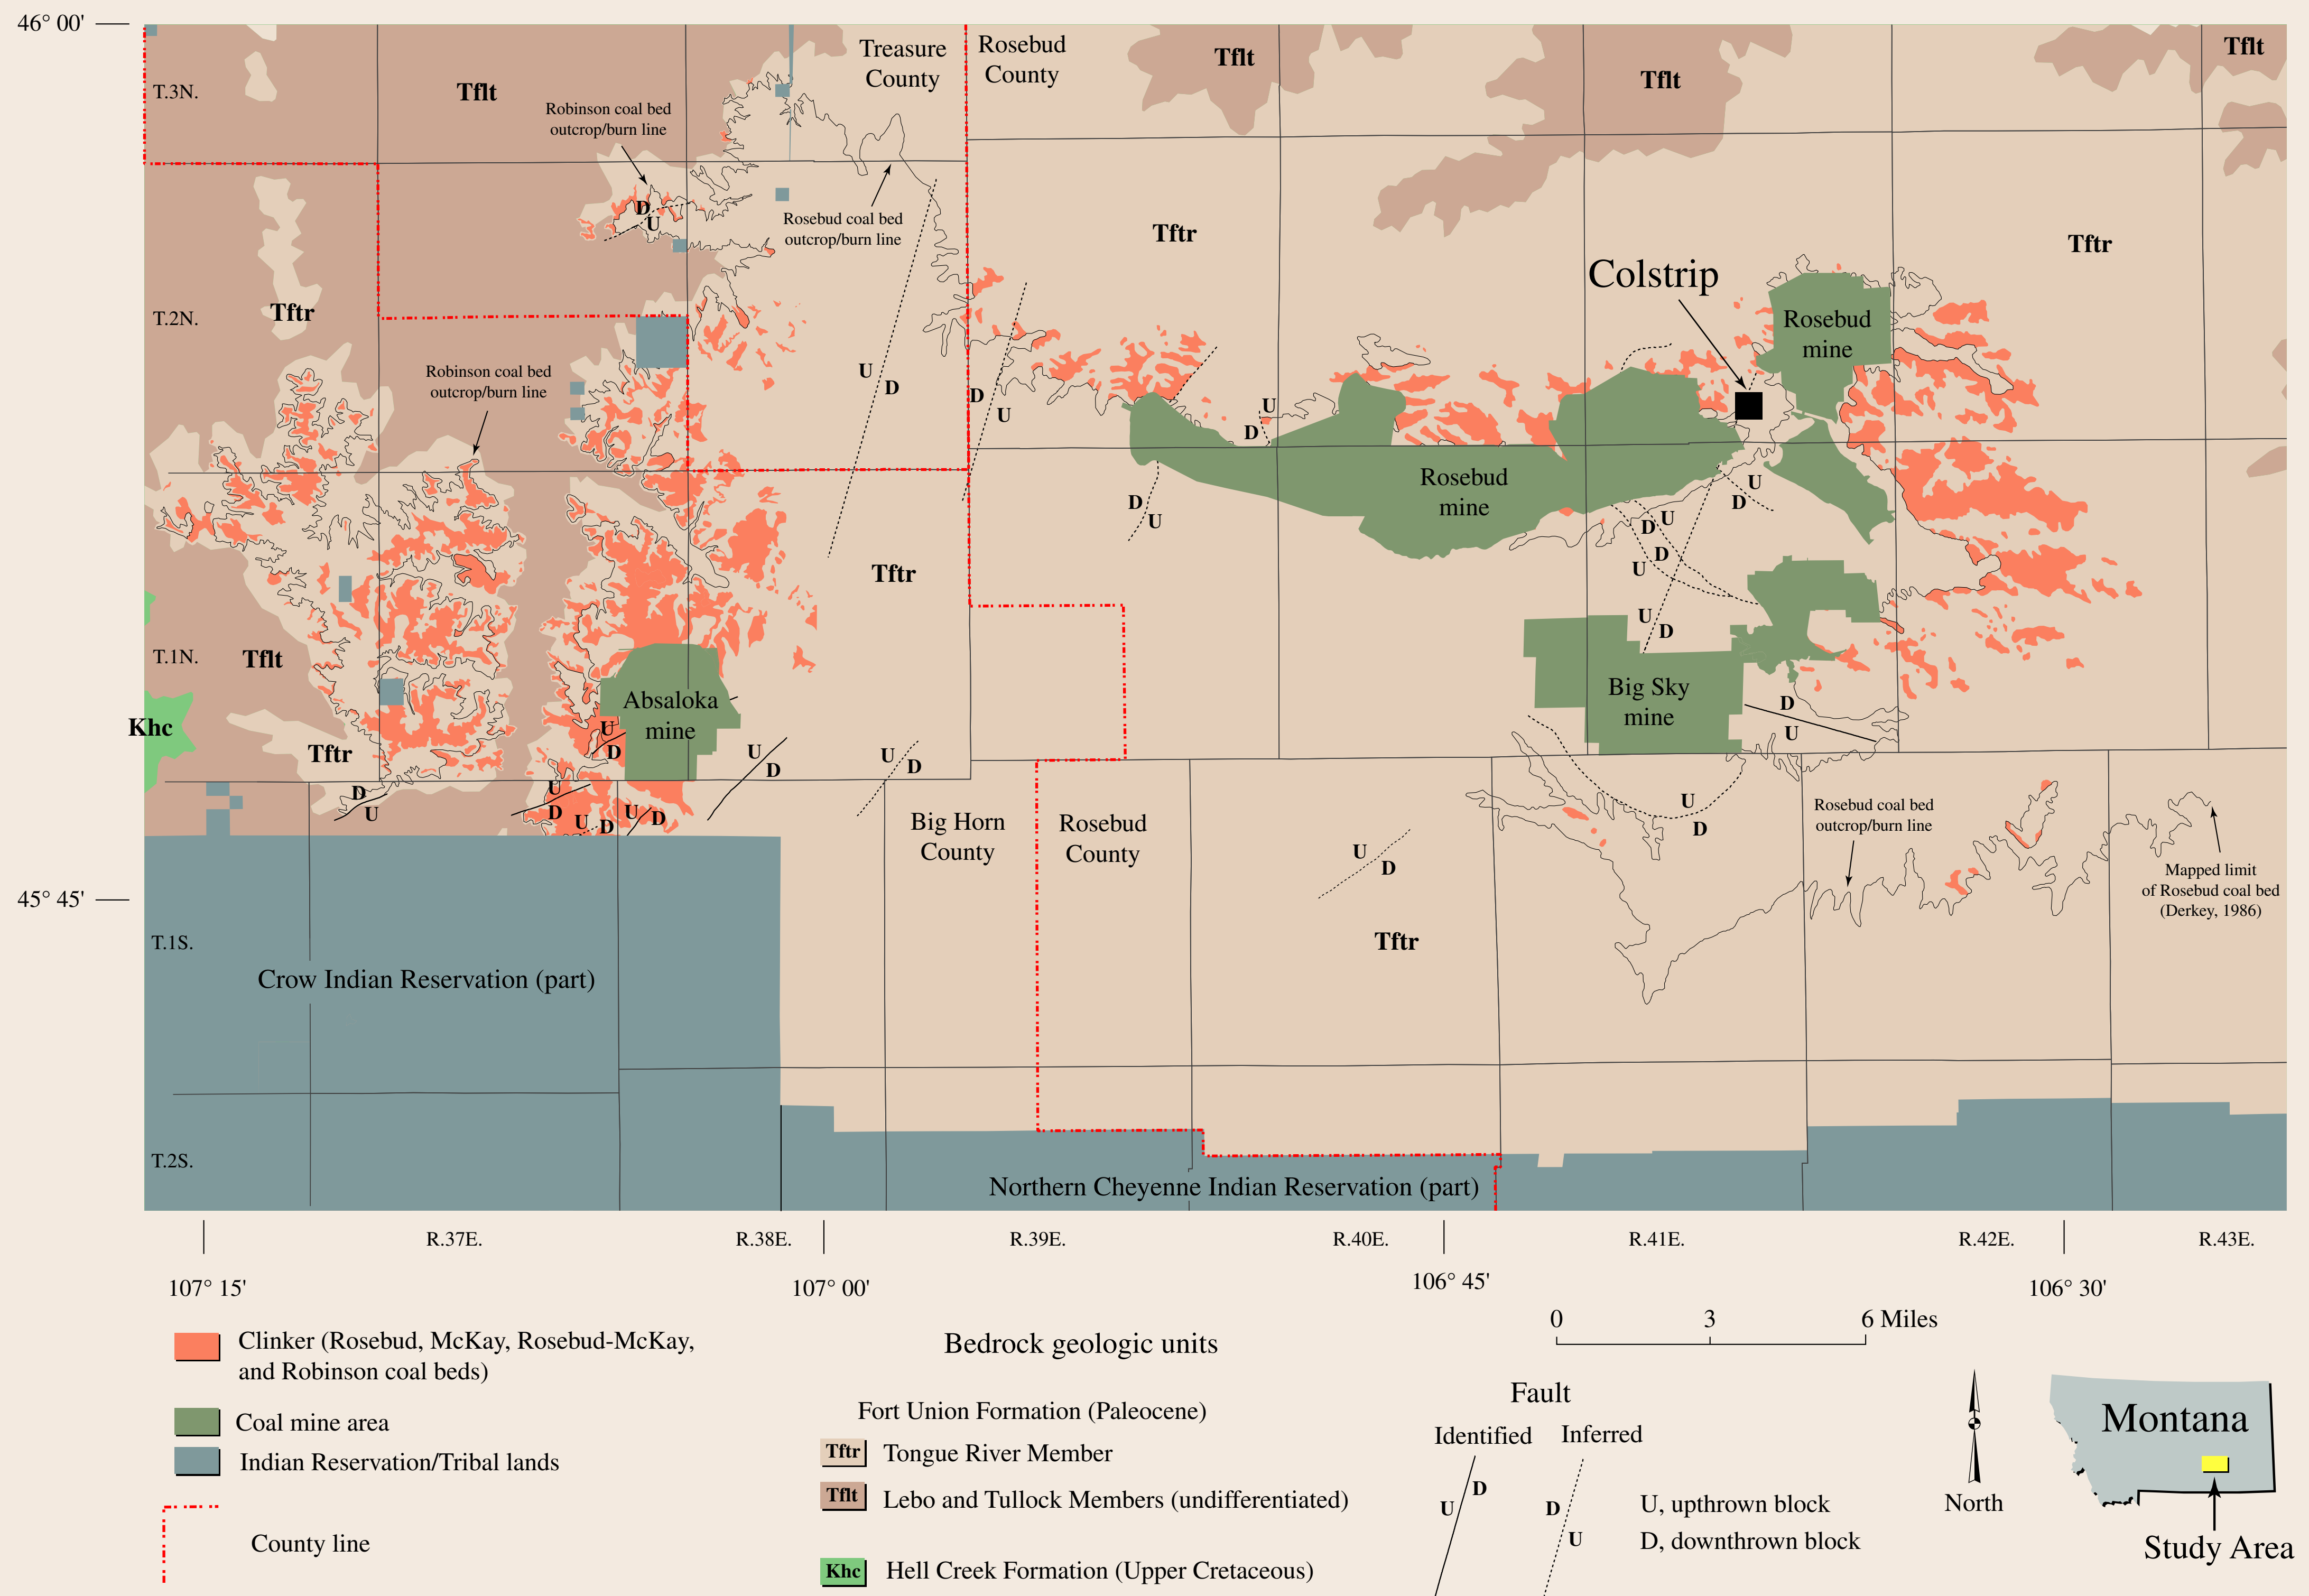 46° 00'
Treasure
County
Rosebud
County
Tflt
Tflt
Tflt
Tflt
T.3N.
Robinson coal bed
outcrop/burn line
D
U
Rosebud coal bed
outcrop/burn line
Tftr
Tftr
Colstrip
T.2N.
Tftr
Rosebud
mine
Robinson coal bed
outcrop/burn line
U
D
D
U
U
D
Rosebud
mine
D
U
U
D
D
U
D
U
Tftr
U
D
T.1N.
Tflt
Absaloka
mine
Big Sky
mine
Khc
Tftr
U
D
U
D
U
D
D
U
D
U
U
D
U
D
U
D
U
D
Big Horn
County
Rosebud
County
U
D
Rosebud coal bed
outcrop/burn line
Mapped limit
of Rosebud coal bed
(Derkey, 1986)
45° 45'
T.1S.
Tftr
Crow Indian Reservation (part)
T.2S.
Northern Cheyenne Indian Reservation (part)
R.37E.
R.38E.
R.39E.
R.40E.
R.41E.
R.42E.
R.43E.
107° 15'
107° 00'
106° 45'
106° 30'
0 3 6 Miles
Clinker (Rosebud, McKay, Rosebud-McKay,
and Robinson coal beds)
Coal mine area
Indian Reservation/Tribal lands
County line
Bedrock geologic units
Fort Union Formation (Paleocene)
Tftr Tongue River Member
Tflt Lebo and Tullock Members (undifferentiated)
Khc Hell Creek Formation (Upper Cretaceous)
Fault
Identified Inferred
D
U
D
U
U, upthrown block
D, downthrown block
North
Montana
Study Area